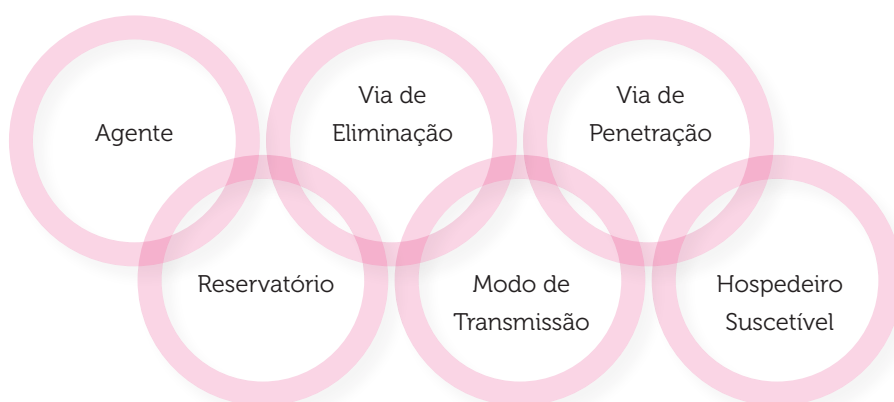 Agente
Via de
Eliminação
Via de
Penetração
Reservatório
Modo de
Transmissão
Hospedeiro
Suscetível